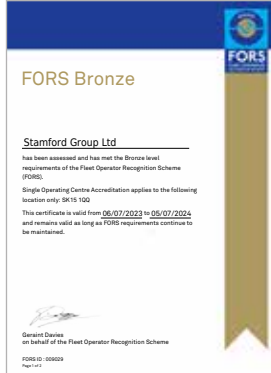 FORS
FORS Bronze
Stamford Group Ltd
has been assessed and has met the Bronze level
requirements of the Fleet Operator Recognition Scheme
(FORS).
Single Operating Centre Accreditation applies to the following
location only: SK15 1QQ
This certificate is valid from 06/07/2023 to 05/07/2024
and remains valid as long as FORS requirements continue to
be maintained.
Geraint Davies
on behalf of the Fleet Operator Recognition Scheme
FORS ID : 009029
Page 1 of 1